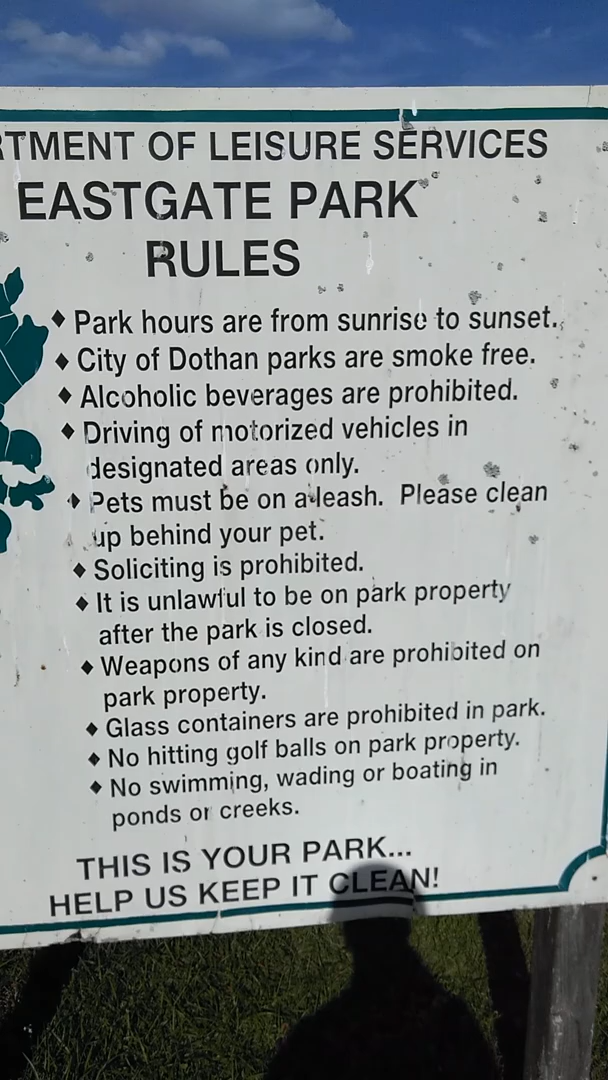 RTMENT OF LEISURE SERVICES
EASTGATE PARK
RULES
♦ Park hours are from sunrise to sunset.
♦ City of Dothan parks are smoke free.
♦ Alcoholic beverages are prohibited.
♦ Driving of motorized vehicles in
designated areas only.
♦ Pets must be on a leash. Please clean
up behind your pet.
♦ Soliciting is prohibited.
♦ It is unlawful to be on park property
after the park is closed.
♦ Weapons of any kind are prohibited on
park property.
♦ Glass containers are prohibited in park.
♦ No hitting golf balls on park property.
♦ No swimming, wading or boating in
ponds or creeks.
THIS IS YOUR PARK...
HELP US KEEP IT CLEAN!